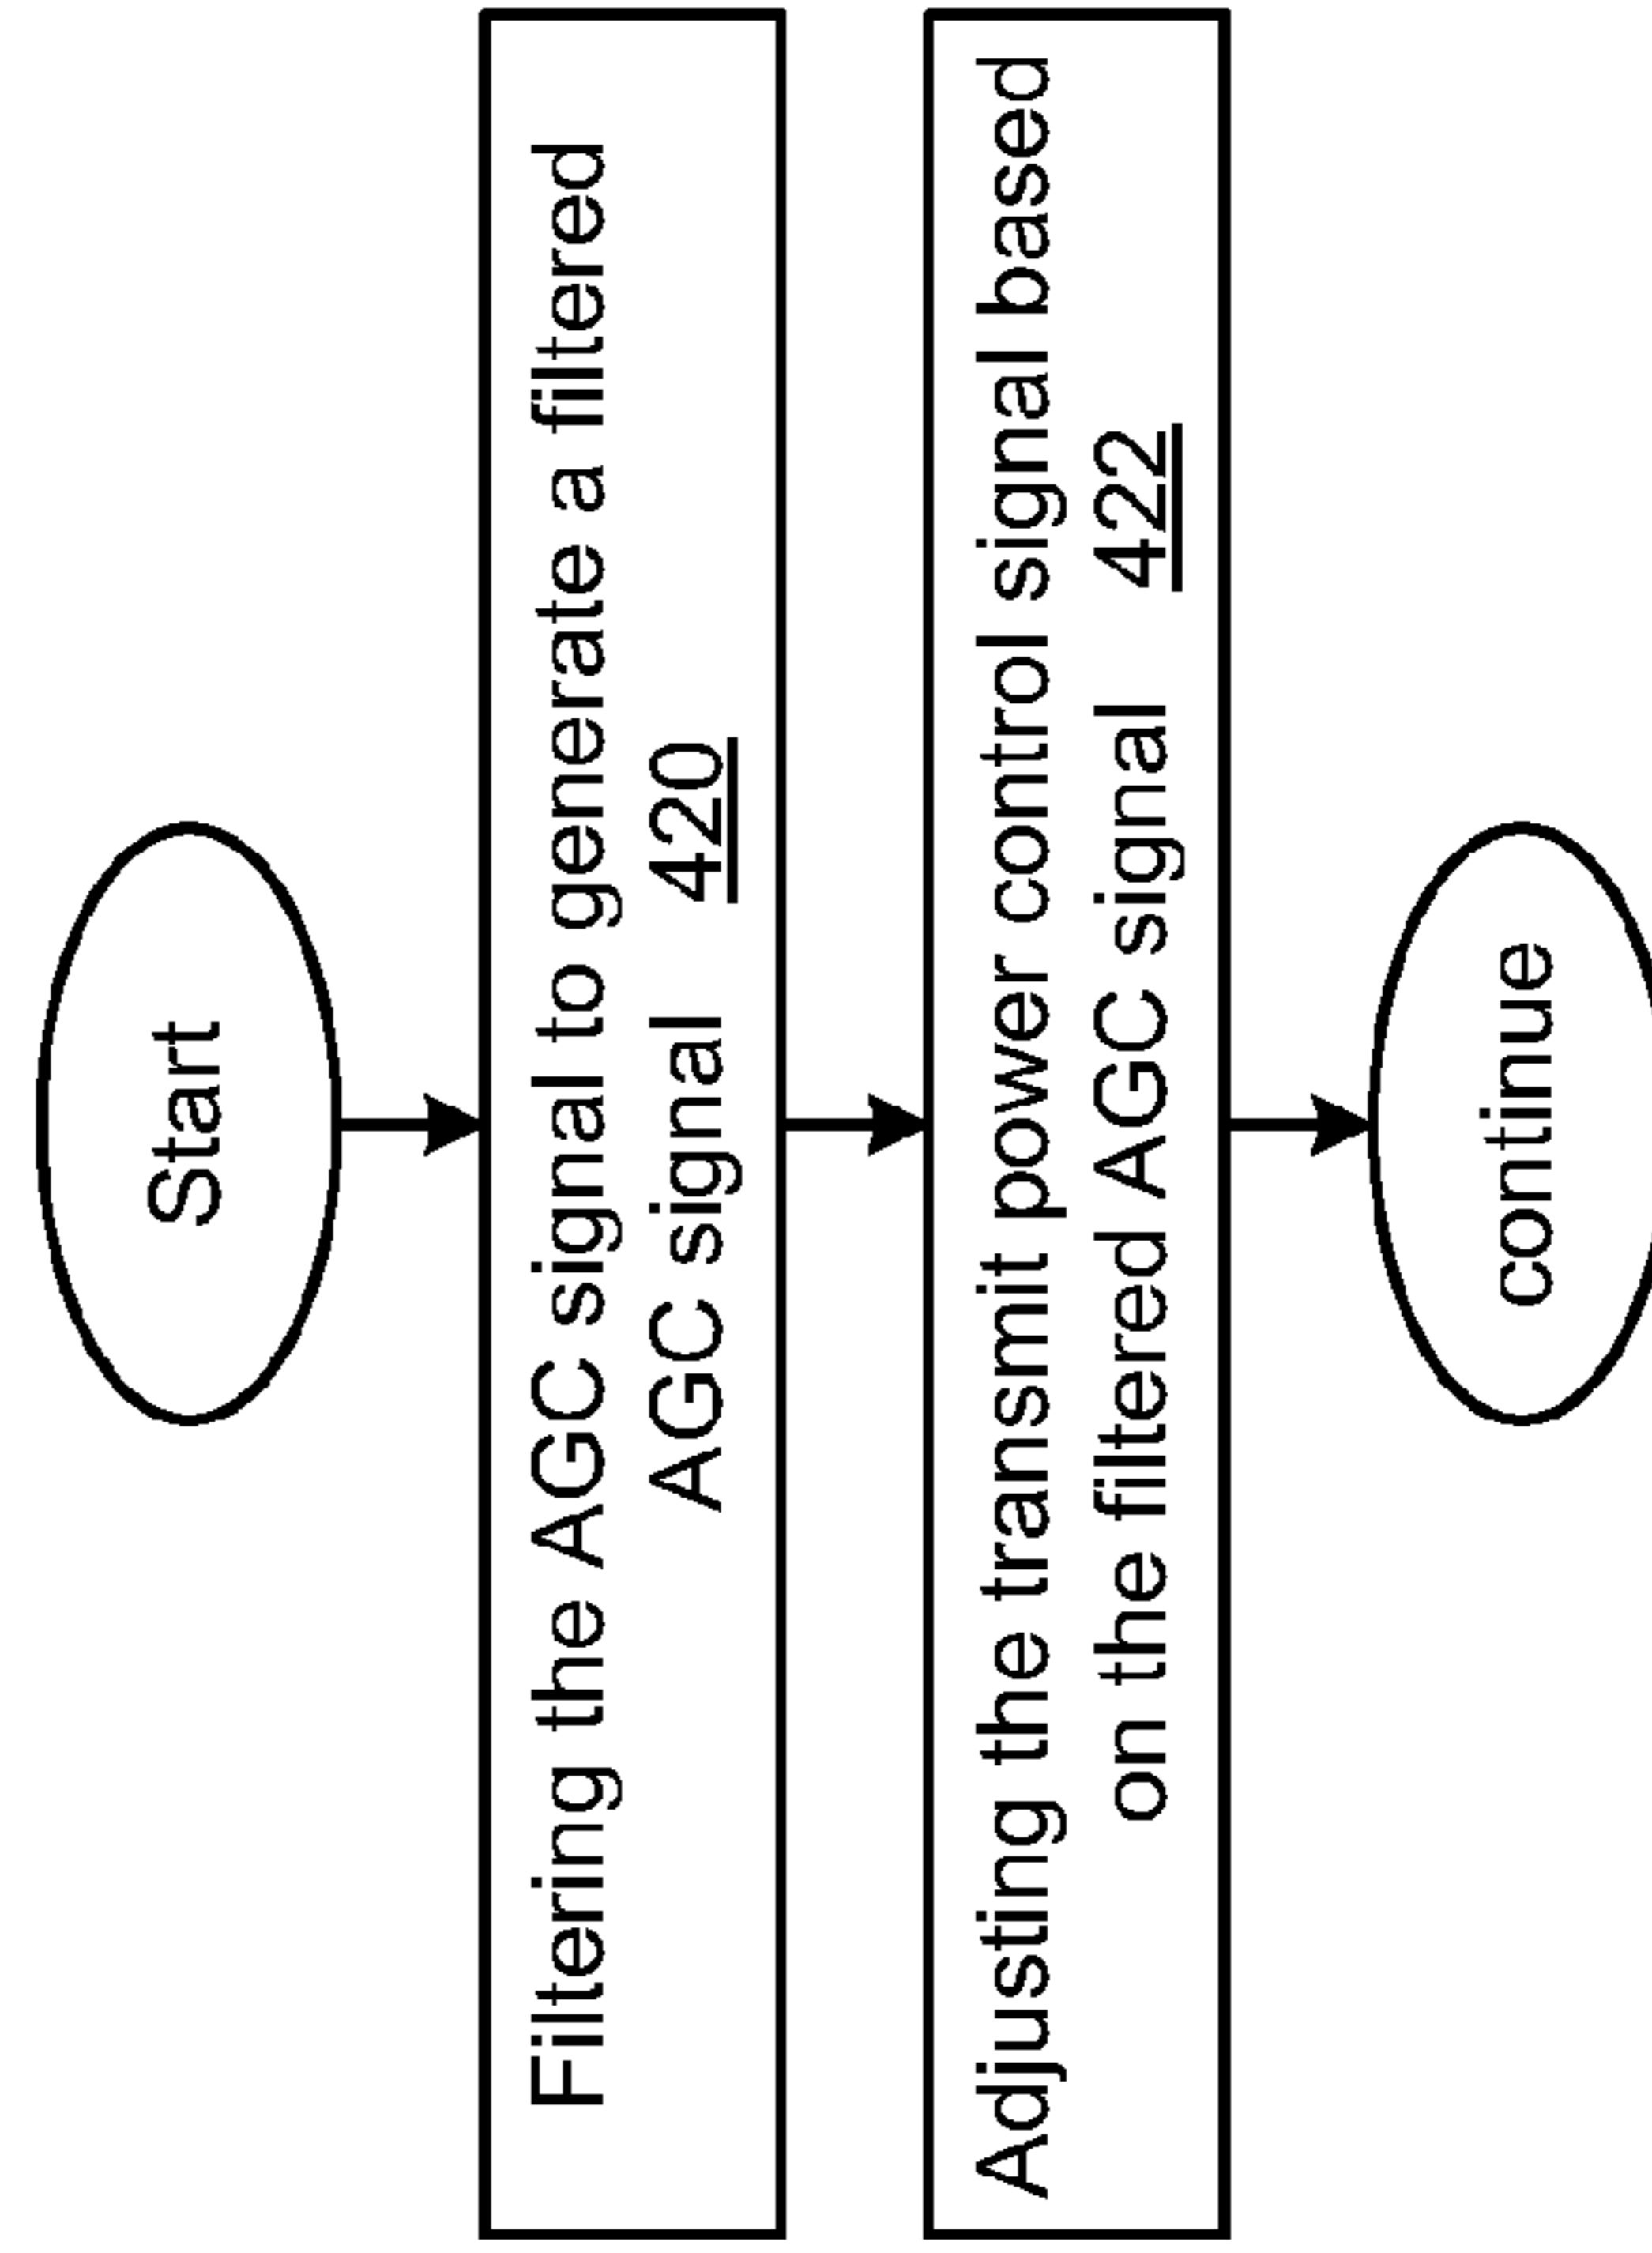 Start
Filtering the AGC signal to generate a filtered
AGC signal 420
Adjusting the transmit power control signal based
on the filtered AGC signal 422
continue